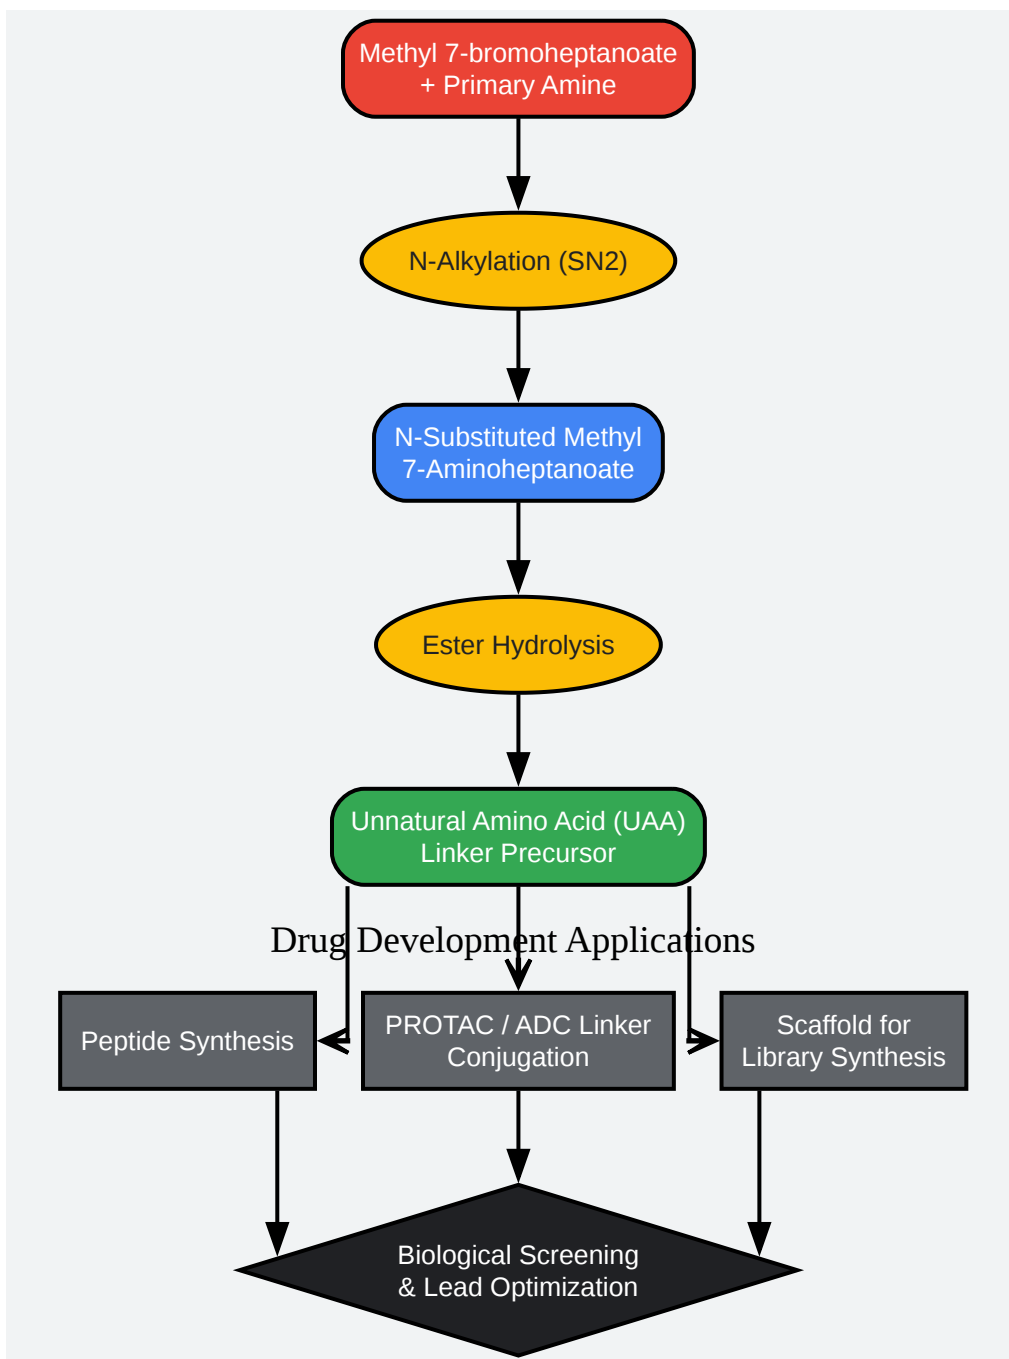 Methyl 7-bromoheptanoate
+ Primary Amine
N-Alkylation (SN2)
N-Substituted Methyl
7-Aminoheptanoate
Ester Hydrolysis
Unnatural Amino Acid (UAA)
Linker Precursor
Drug Development Applications
Peptide Synthesis
PROTAC / ADC Linker
Conjugation
Scaffold for
Library Synthesis
Biological Screening
& Lead Optimization